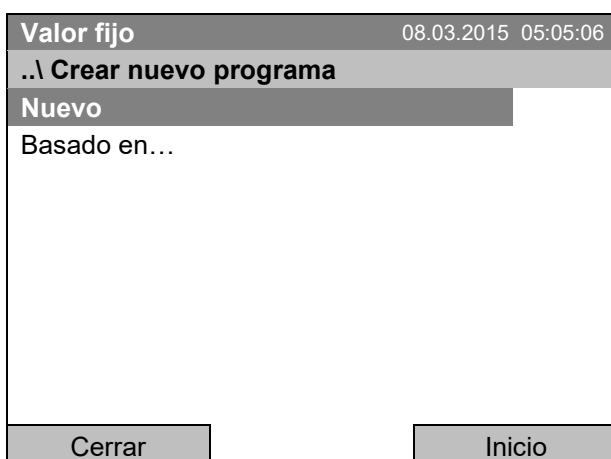 Valor fijo 08.03.2015 05:05:06
..\ Crear nuevo programa
Nuevo
Basado en…
Cerrar Inicio